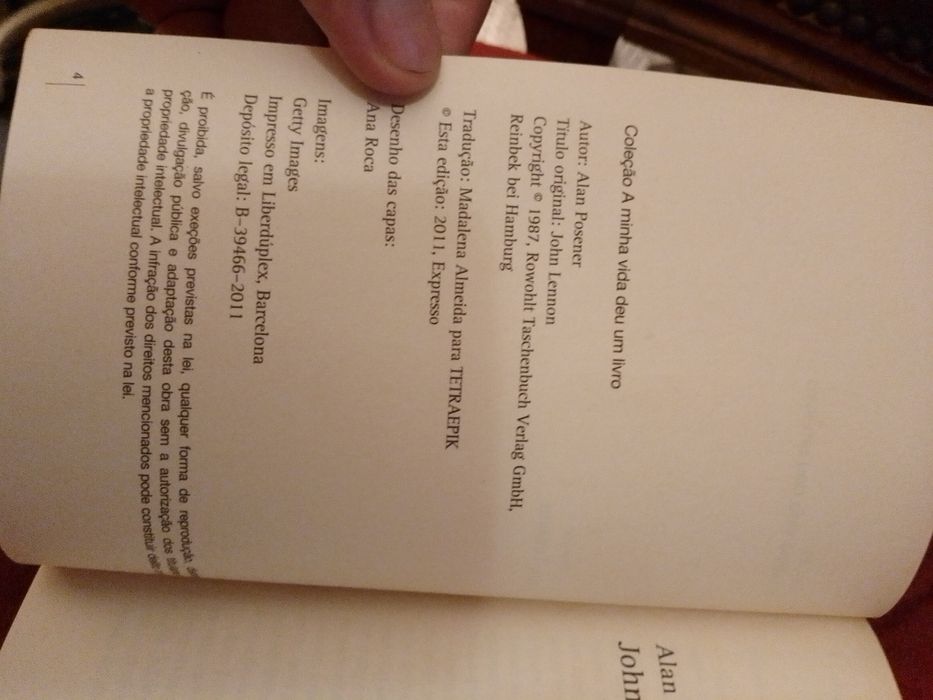 Coleção A minha vida deu um livro
Autor: Alan Posener
Título original: John Lennon
Copyright © 1987, Rowohlt Taschenbuch Verlag GmbH,
Reinbek bei Hamburg
Tradução: Madalena Almeida para TETRAEPIK
© Esta edição: 2011, Expresso
Desenho das capas:
Ana Roca
Imagens:
Getty Images
Impresso em Liberdúplex, Barcelona
Depósito legal: B-39466-2011
É proibida, salvo exeções previstas na lei, qualquer forma de reprodução,
ção, divulgação pública e adaptação desta obra sem a autorização dos
propriedade intelectual. A infração dos direitos mencionados pode constituir
a propriedade intelectual conforme previsto na lei.
4
Alan
John